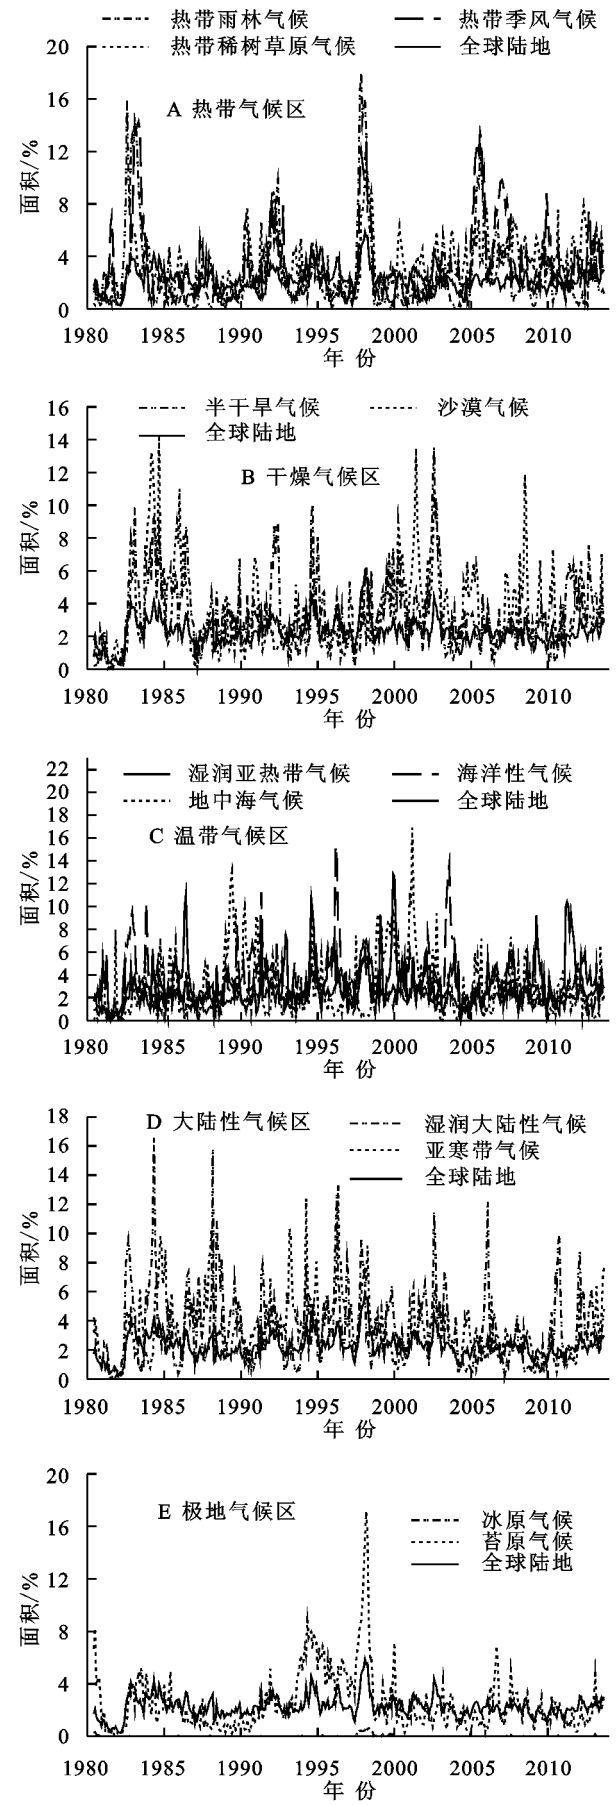 热带雨林气候 热带季风气候
热带稀树草原气候 全球陆地
A 热带气候区
面积/%
20
16
12
8
4
0
1980 1985 1990 1995 2000 2005 2010
年 份
半干旱气候 沙漠气候
全球陆地
B 干燥气候区
面积/%
16
14
12
10
8
6
4
2
0
1980 1985 1990 1995 2000 2005 2010
年 份
湿润亚热带气候 海洋性气候
地中海气候 全球陆地
C 温带气候区
面积/%
22
20
18
16
14
12
10
8
6
4
2
0
1980 1985 1990 1995 2000 2005 2010
年 份
D 大陆性气候区 湿润大陆性气候
亚寒带气候
全球陆地
面积/%
18
16
14
12
10
8
6
4
2
0
1980 1985 1990 1995 2000 2005 2010
年 份
E 极地气候区 冰原气候
苔原气候
全球陆地
面积/%
20
16
12
8
4
0
1980 1985 1990 1995 2000 2005 2010
年 份